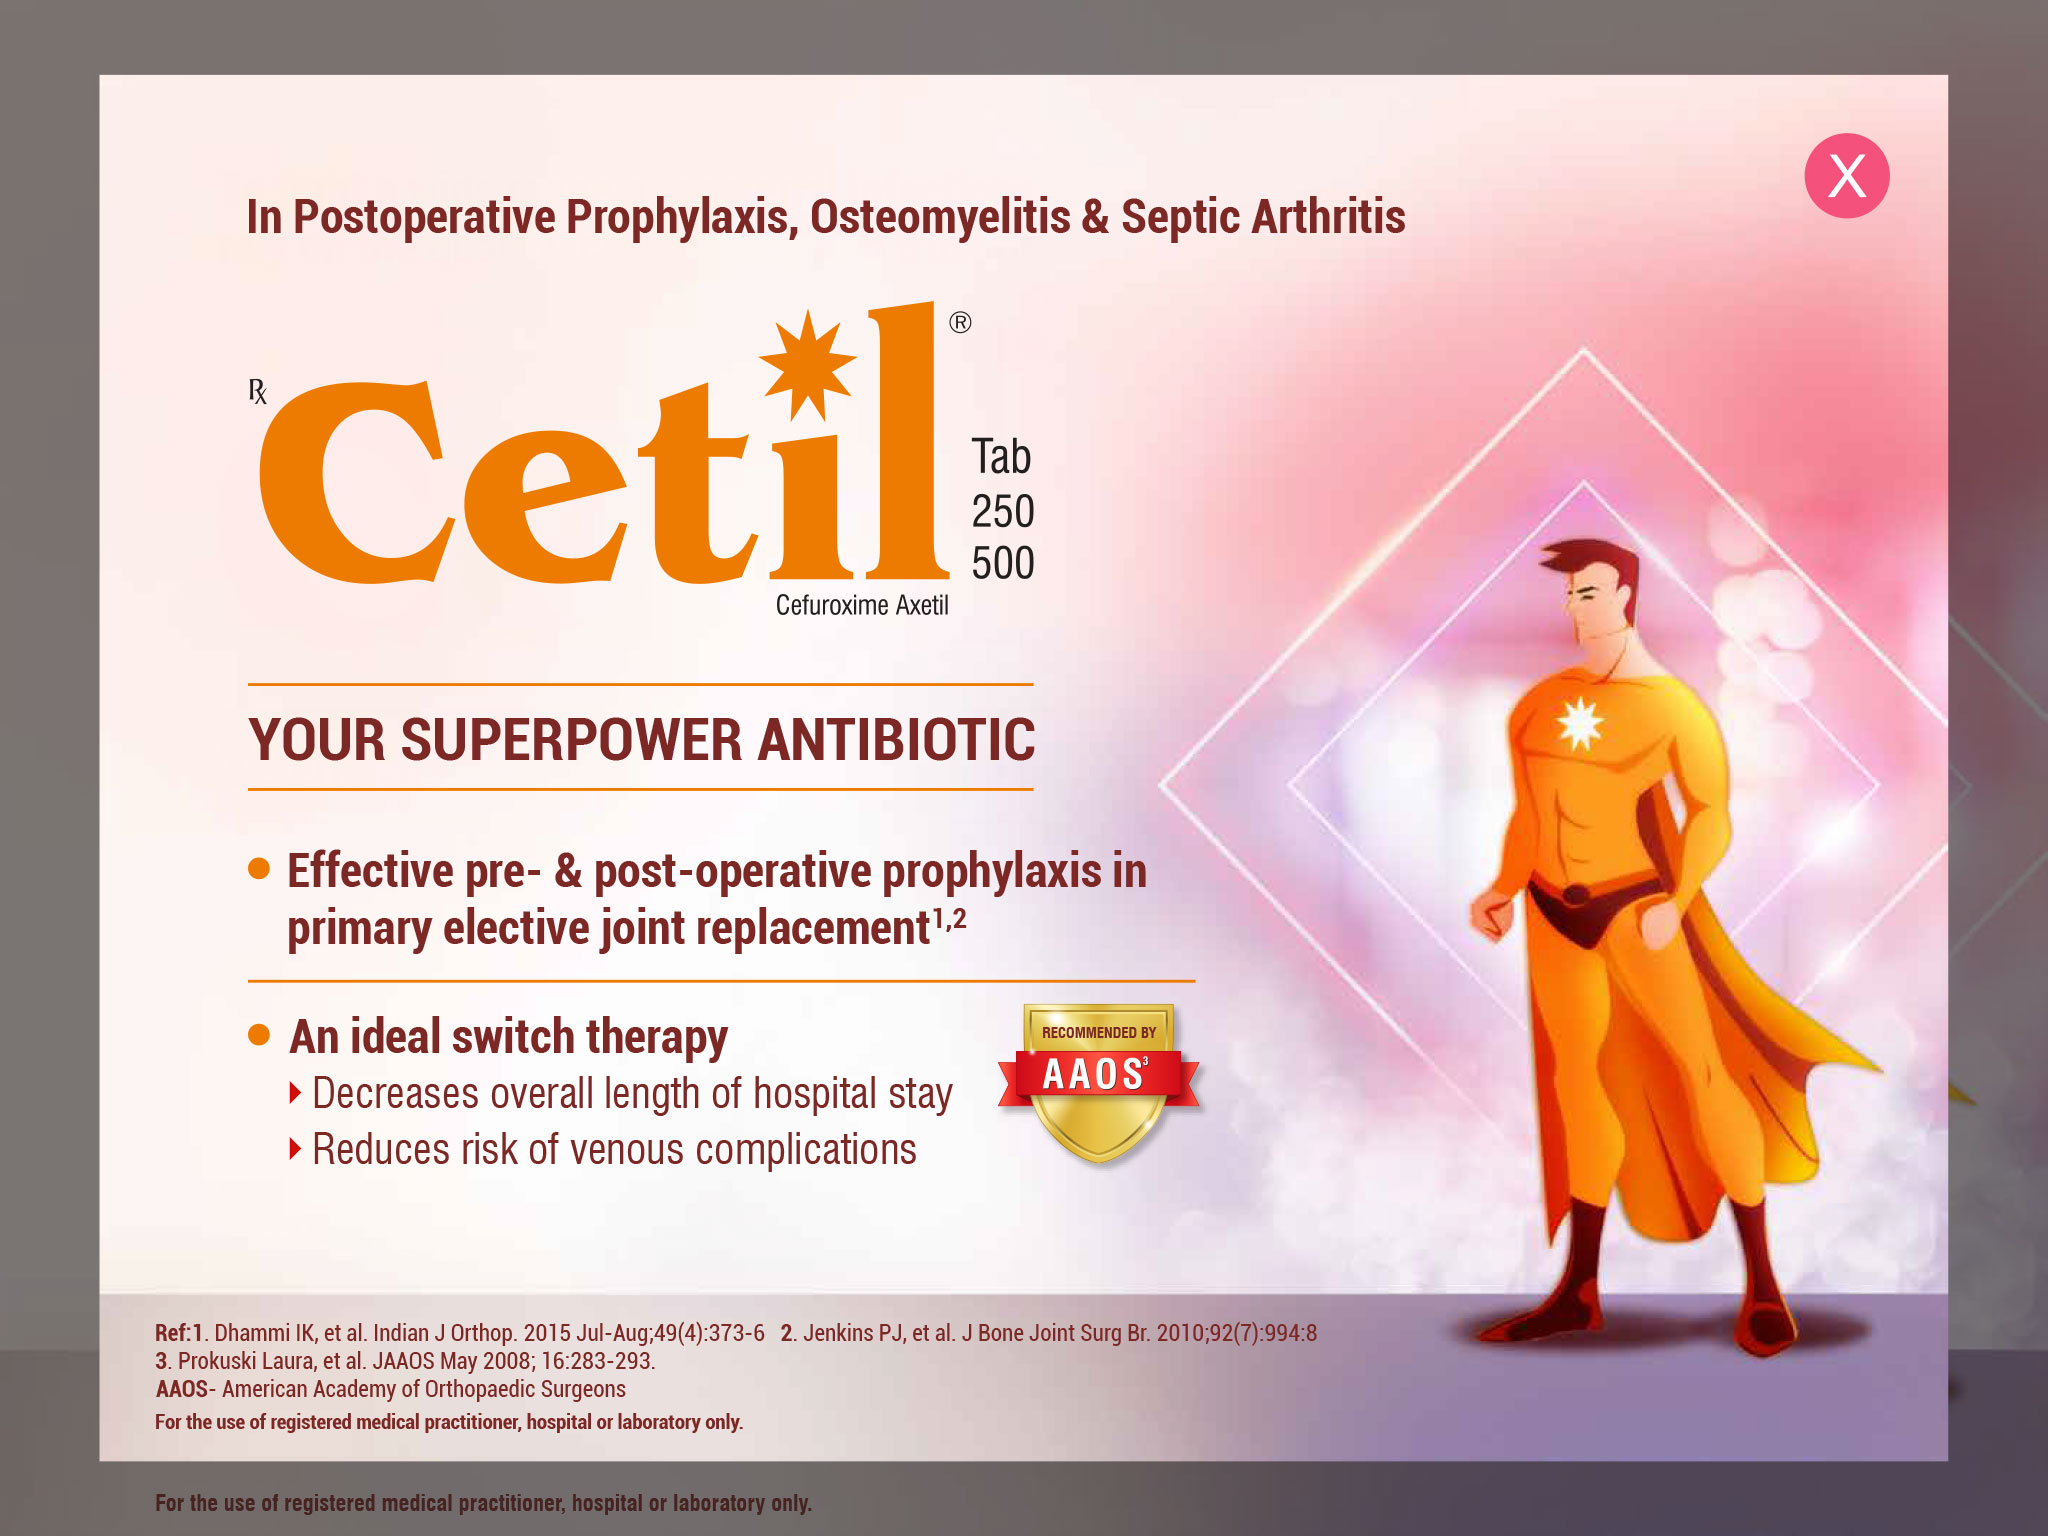 X
In Postoperative Prophylaxis, Osteomyelitis & Septic Arthritis
℞ Cetil®
Tab
250
500
Cefuroxime Axetil
YOUR SUPERPOWER ANTIBIOTIC
Effective pre- & post-operative prophylaxis in
primary elective joint replacement1,2
An ideal switch therapy
Decreases overall length of hospital stay
Reduces risk of venous complications
RECOMMENDED BY
AAOS3
Ref:1. Dhammi IK, et al. Indian J Orthop. 2015 Jul-Aug;49(4):373-6 2. Jenkins PJ, et al. J Bone Joint Surg Br. 2010;92(7):994:8
3. Prokuski Laura, et al. JAAOS May 2008; 16:283-293.
AAOS- American Academy of Orthopaedic Surgeons
For the use of registered medical practitioner, hospital or laboratory only.
For the use of registered medical practitioner, hospital or laboratory only.